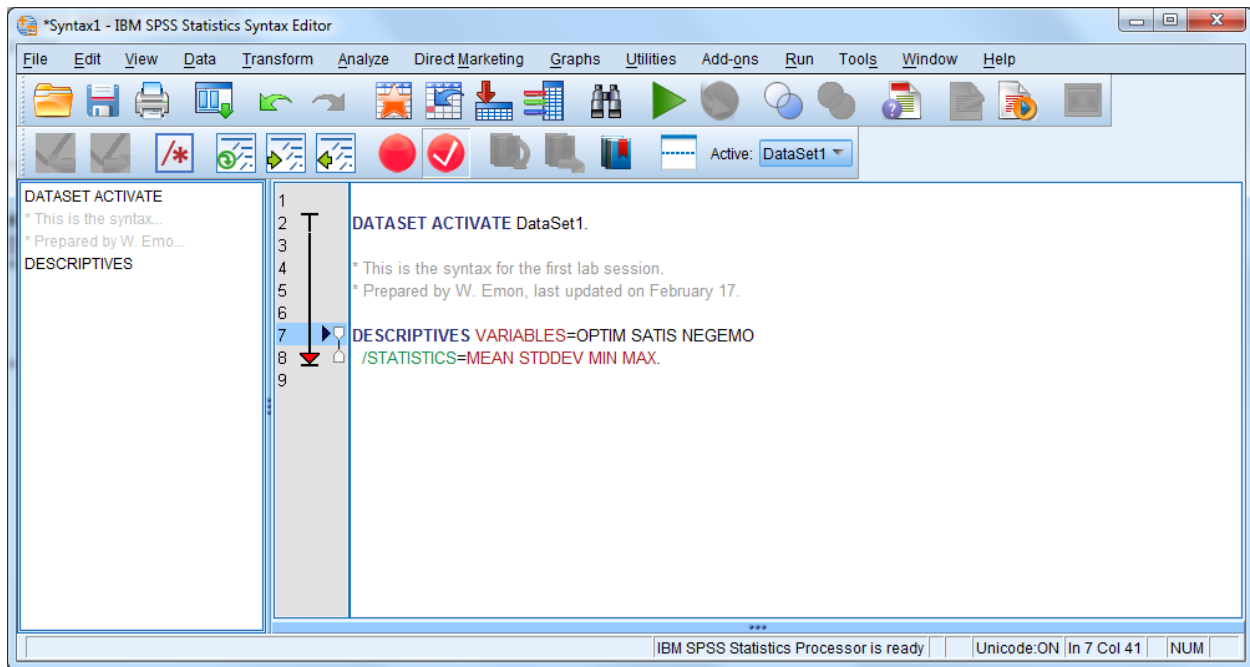 *Syntax1 - IBM SPSS Statistics Syntax Editor
File Edit View Data Transform Analyze Direct Marketing Graphs Utilities Add-ons Run Tools Window Help
/*
Active: DataSet1
DATASET ACTIVATE
* This is the syntax...
* Prepared by W. Emo...
DESCRIPTIVES
1
2 DATASET ACTIVATE DataSet1.
3
4 * This is the syntax for the first lab session.
5 * Prepared by W. Emon, last updated on February 17.
6
7 DESCRIPTIVES VARIABLES=OPTIM SATIS NEGEMO
8 /STATISTICS=MEAN STDDEV MIN MAX.
9
IBM SPSS Statistics Processor is ready Unicode:ON In 7 Col 41 NUM